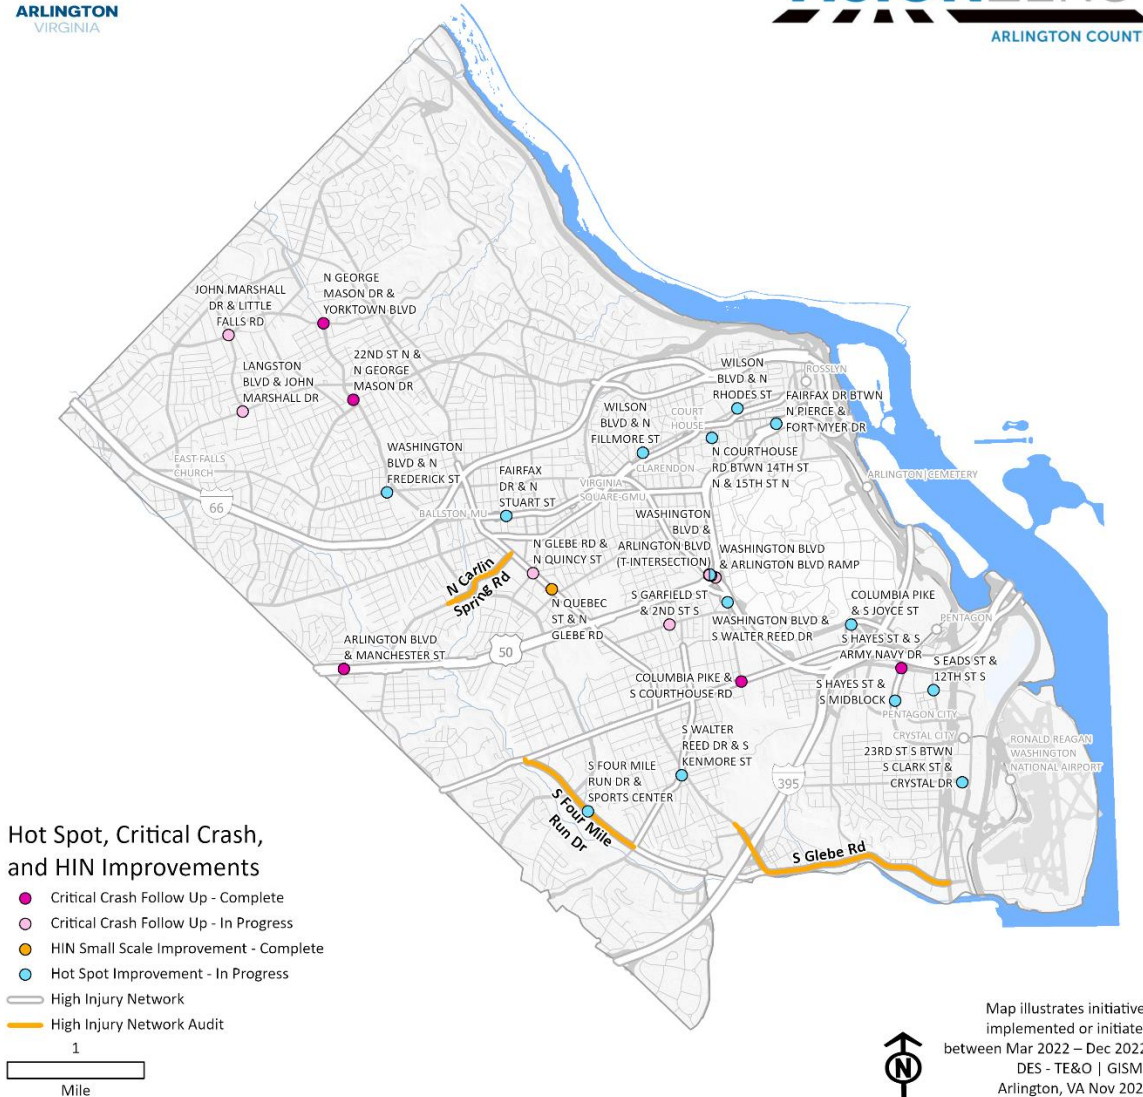 ARLINGTON
VIRGINIA
ARLINGTON COUNT
JOHN MARSHALL
DR & LITTLE
FALLS RD
N GEORGE
MASON DR &
YORKTOWN BLVD
LANGSTON
BLVD & JOHN
MARSHALL DR
22ND ST N &
N GEORGE
MASON DR
WILSON
BLVD & N
RHODES ST
ROSSLYN
FAIRFAX DR BTWN
N PIERCE &
FORT MYER DR
WILSON
BLVD & N
FILLMORE ST
COURT
HOUSE
CLARENDON
N COURTHOUSE
RD BTWN 14TH ST
N & 15TH ST N
WASHINGTON
BLVD & N
FREDERICK ST
EAST FALLS
CHURCH
66
FAIRFAX
DR & N
STUART ST
BALLSTON-MU
VIRGINIA
SQUARE-GMU
ARLINGTON CEMETERY
WASHINGTON
BLVD &
ARLINGTON BLVD
(T-INTERSECTION)
WASHINGTON BLVD
& ARLINGTON BLVD RAMP
N GLEBE RD &
N QUINCY ST
N Carlin
Spring Rd
N QUEBEC
ST & N
GLEBE RD
S GARFIELD ST
& 2ND ST S
WASHINGTON BLVD &
S WALTER REED DR
COLUMBIA PIKE
& S JOYCE ST
PENTAGON
ARLINGTON BLVD
& MANCHESTER ST
50
S HAYES ST & S
ARMY NAVY DR
S EADS ST &
12TH ST S
COLUMBIA PIKE &
S COURTHOUSE RD
S HAYES ST &
S MIDBLOCK
PENTAGON CITY
CRYSTAL CITY
RONALD REAGAN
WASHINGTON
NATIONAL AIRPORT
S WALTER
REED DR & S
KENMORE ST
23RD ST S BTWN
S CLARK ST &
CRYSTAL DR
S FOUR MILE
RUN DR &
SPORTS CENTER
395
S Four Mile
Run Dr
S Glebe Rd
Hot Spot, Critical Crash,
and HIN Improvements
Critical Crash Follow Up - Complete
Critical Crash Follow Up - In Progress
HIN Small Scale Improvement - Complete
Hot Spot Improvement - In Progress
High Injury Network
High Injury Network Audit
1
Mile
N
Map illustrates initiative
implemented or initiate
between Mar 2022 – Dec 2022
DES - TE&O | GISM
Arlington, VA Nov 202